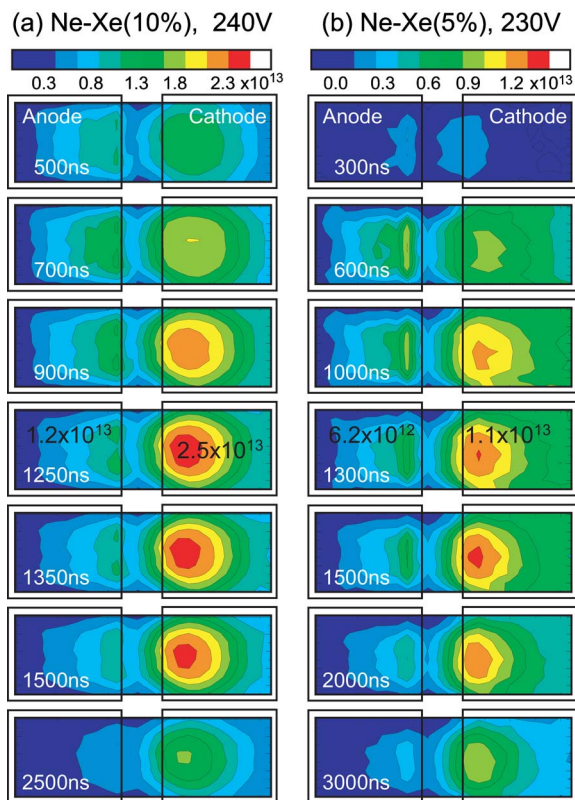 (a) Ne-Xe(10%), 240V
0.3 0.8 1.3 1.8 2.3 x10¹³
Anode Cathode
500ns
700ns
900ns
1.2x10¹³
2.5x10¹³
1250ns
1350ns
1500ns
2500ns
(b) Ne-Xe(5%), 230V
0.0 0.3 0.6 0.9 1.2 x10¹³
Anode Cathode
300ns
600ns
1000ns
6.2x10¹² 1.1x10¹³
1300ns
1500ns
2000ns
3000ns